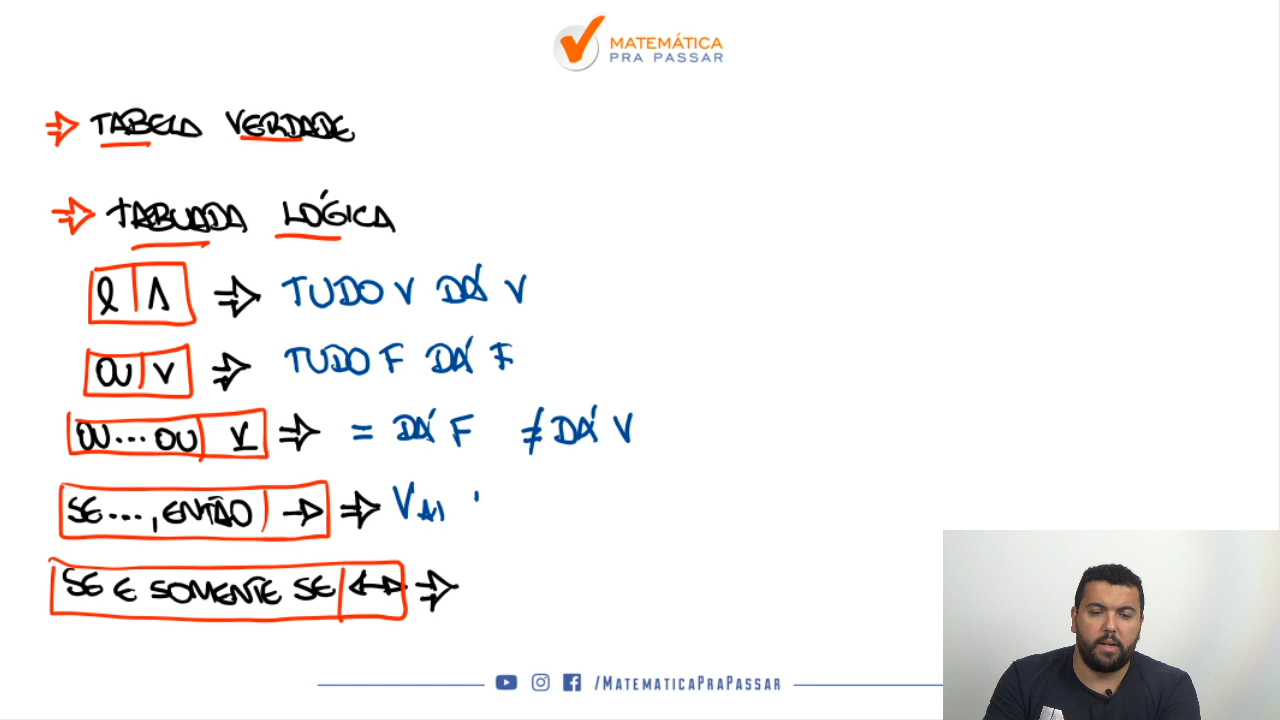 MATEMÁTICA
PRA PASSAR
⇒ TABELA VERDADE
⇒ TABUADA LÓGICA
e | ∧ ⇒ TUDO V DÁ V
OU | V ⇒ TUDO F DÁ F
OU...OU | V ⇒ = DÁ F ≠ DÁ V
SE..., ENTÃO | → ⇒ VAI
SE E SOMENTE SE | ↔ ⇒
/MATEMATICAPRAPASSAR